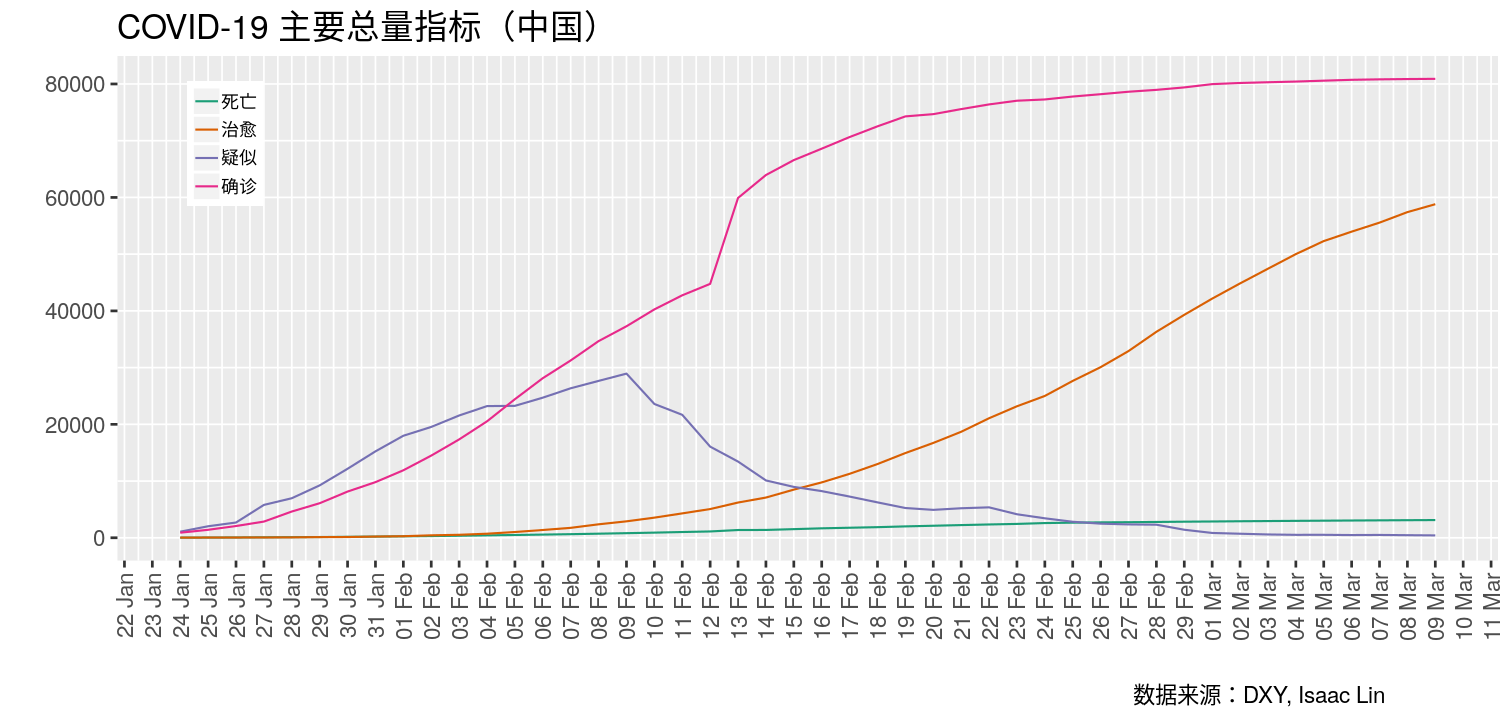 COVID-19 主要总量指标（中国）
80000
60000
40000
20000
0
死亡
治愈
疑似
确诊
22 Jan
23 Jan
24 Jan
25 Jan
26 Jan
27 Jan
28 Jan
29 Jan
30 Jan
31 Jan
01 Feb
02 Feb
03 Feb
04 Feb
05 Feb
06 Feb
07 Feb
08 Feb
09 Feb
10 Feb
11 Feb
12 Feb
13 Feb
14 Feb
15 Feb
16 Feb
17 Feb
18 Feb
19 Feb
20 Feb
21 Feb
22 Feb
23 Feb
24 Feb
25 Feb
26 Feb
27 Feb
28 Feb
29 Feb
01 Mar
02 Mar
03 Mar
04 Mar
05 Mar
06 Mar
07 Mar
08 Mar
09 Mar
10 Mar
11 Mar
数据来源：DXY, Isaac Lin